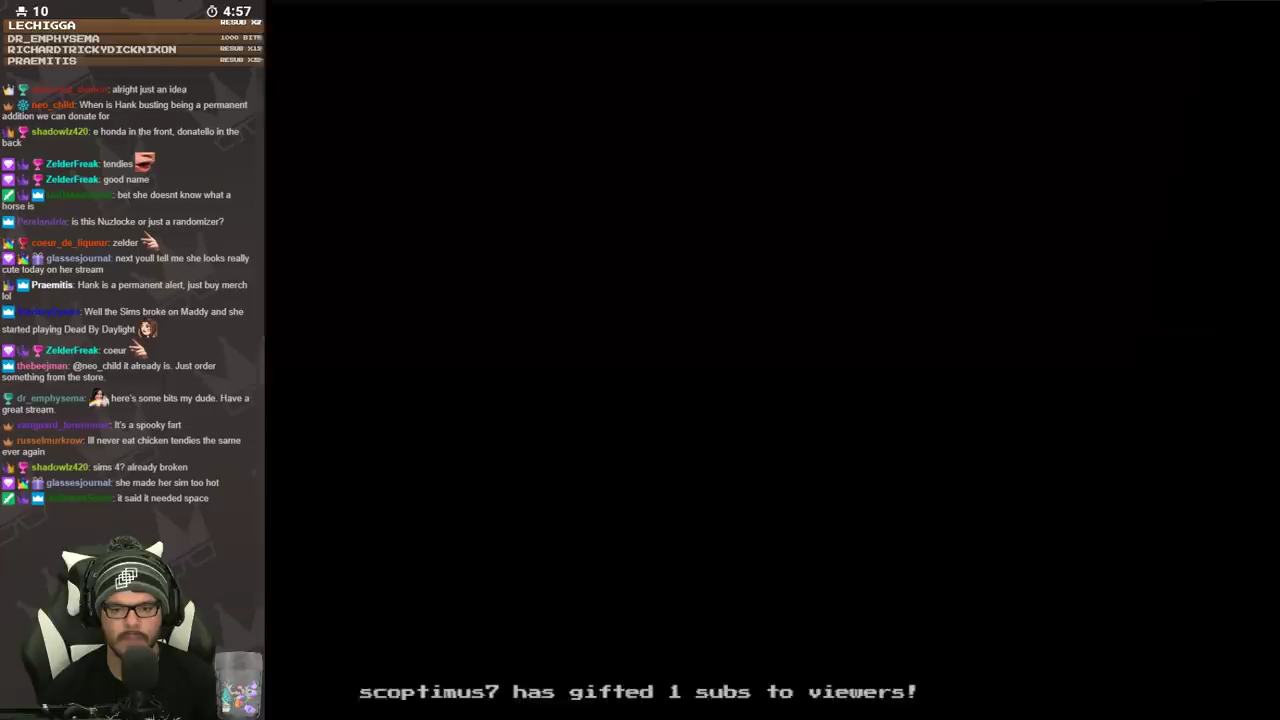 10
4:57
LECHIGGA
DR_EMPHYSEMA
1000 BITS
RICHARDTRICKYDICKNIXON
PRAEMITIS
: alright just an idea
neo_child: When is Hank busting being a permanent
addition we can donate for
shadowlz420: e honda in the front, donatello in the
back
ZelderFreak: tendies
ZelderFreak: good name
: bet she doesnt know what a
horse is
: is this Nuzlocke or just a randomizer?
coeur_de_liqueur: zelder
glassesjournal: next youll tell me she looks really
cute today on her stream
Praemitis: Hank is a permanent alert, just buy merch
lol
: Well the Sims broke on Maddy and she
started playing Dead By Daylight
ZelderFreak: coeur
thebeejman: @neo_child it already is. Just order
something from the store.
dr_emphysema: here's some bits my dude. Have a
great stream.
: It's a spooky fart
russelmurkrow: Ill never eat chicken tendies the same
ever again
shadowlz420: sims 4? already broken
glassesjournal: she made her sim too hot
: it said it needed space
scoptimus7 has gifted 1 subs to viewers!